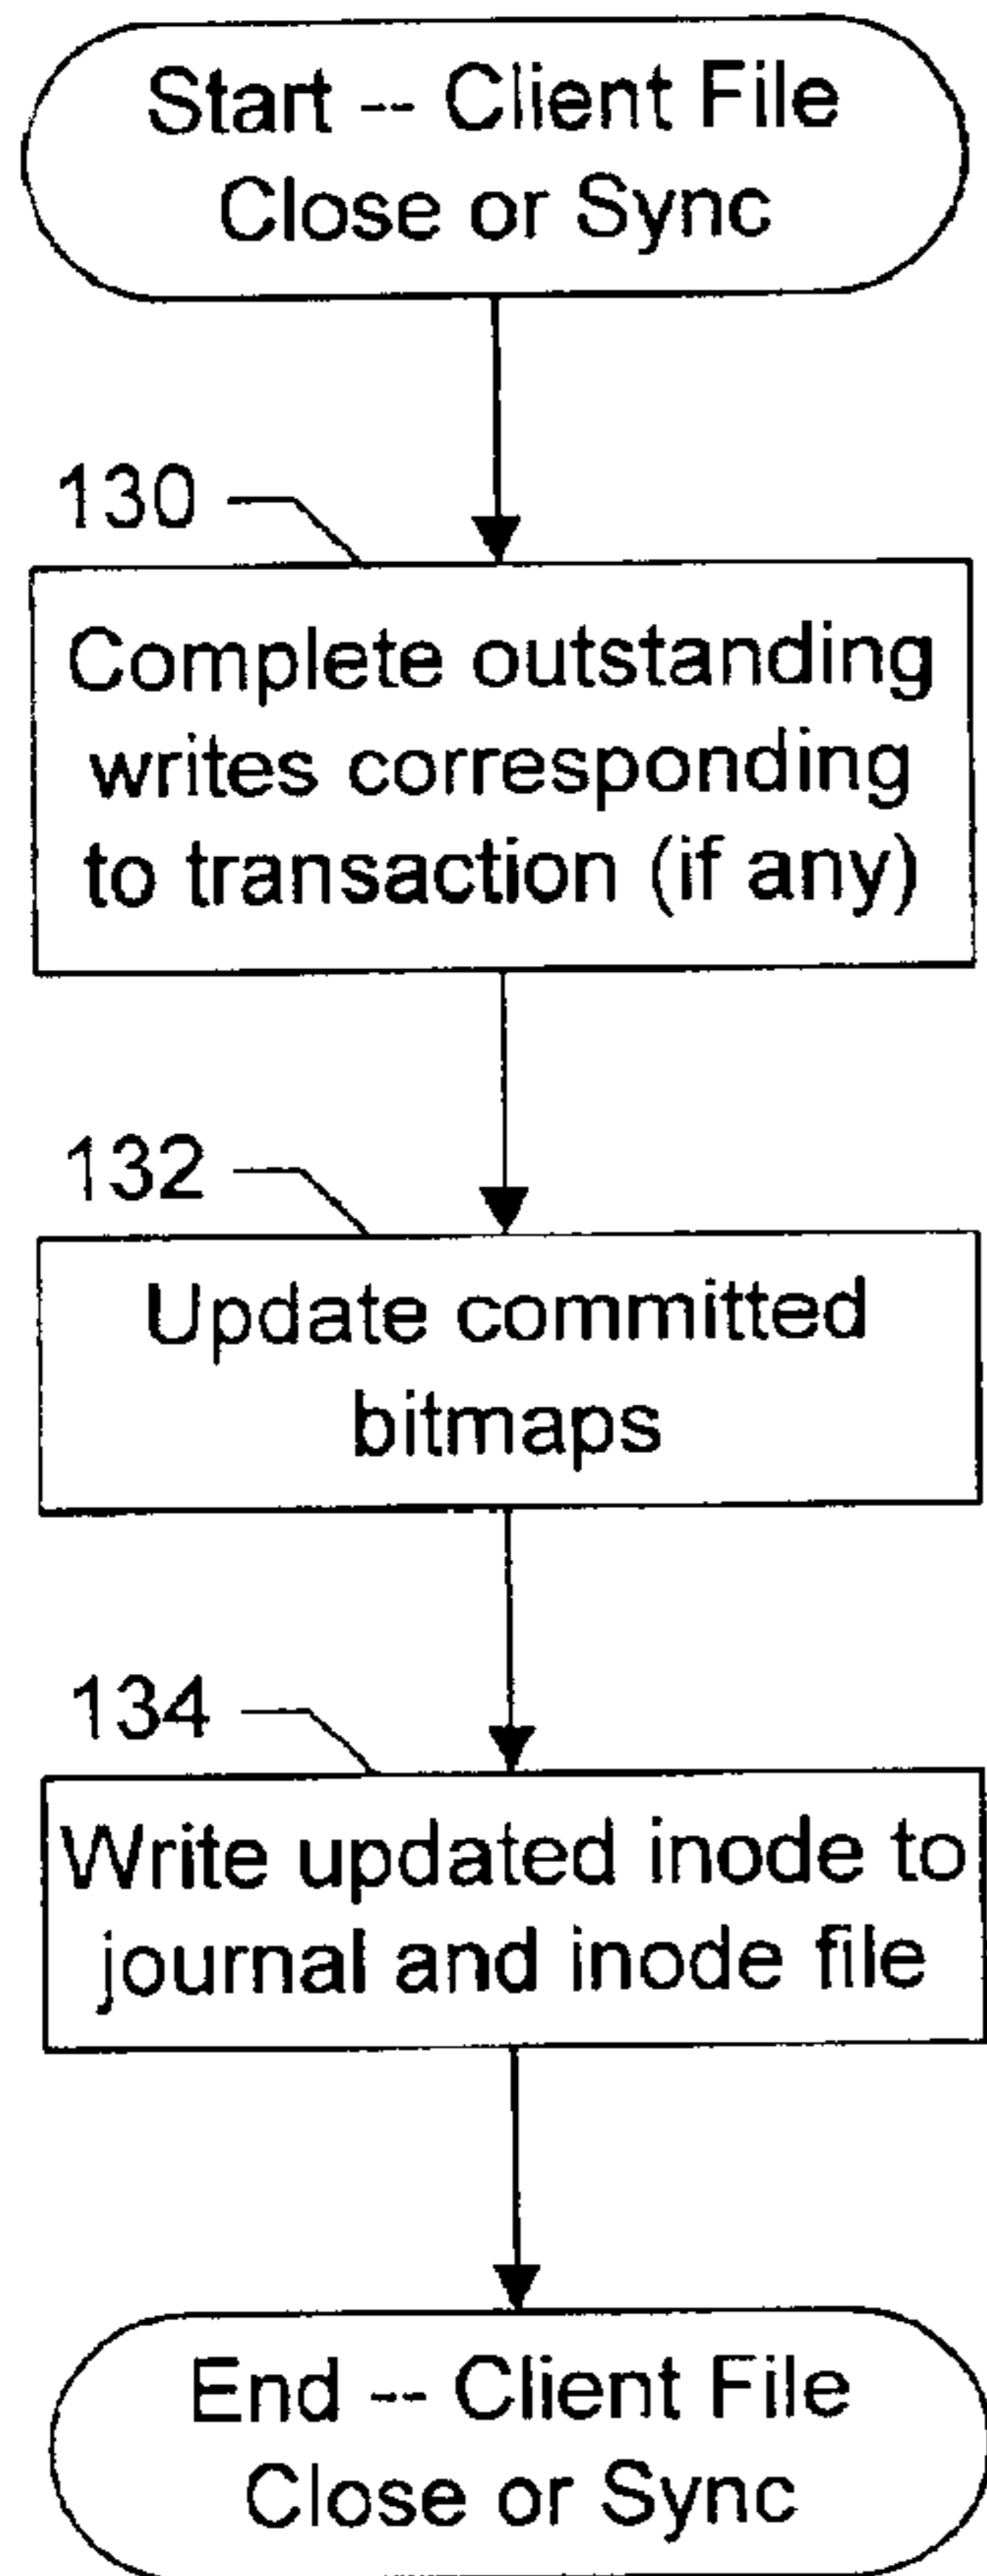 Start -- Client File
Close or Sync
130
Complete outstanding
writes corresponding
to transaction (if any)
132
Update committed
bitmaps
134
Write updated inode to
journal and inode file
End -- Client File
Close or Sync